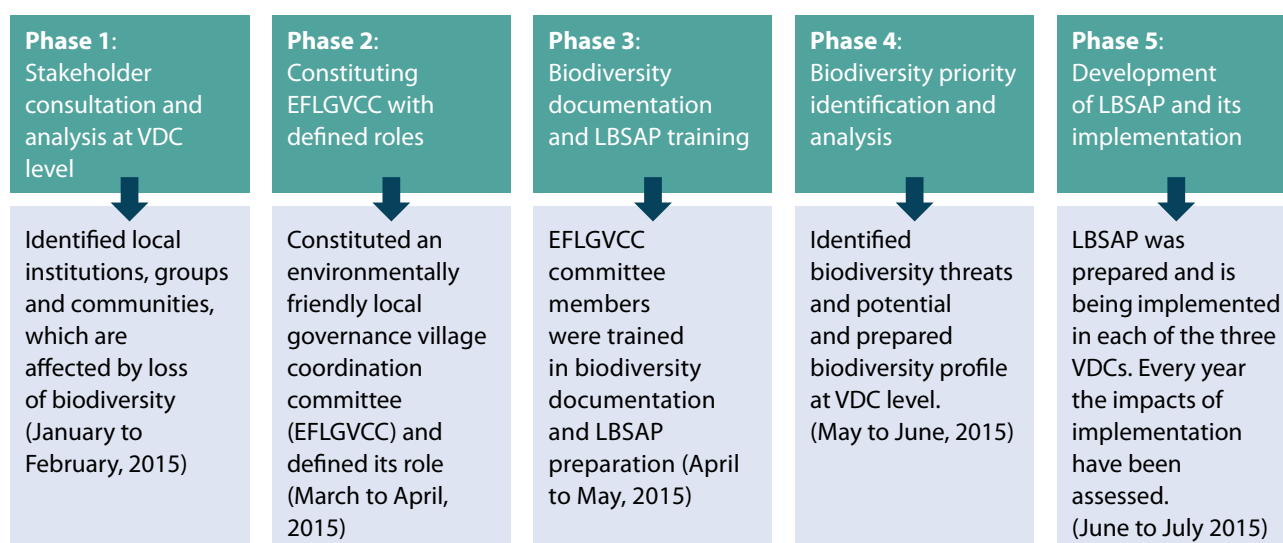 Phase 1:
Stakeholder
consultation and
analysis at VDC
level
Identified local
institutions, groups
and communities,
which are
affected by loss
of biodiversity
(January to
February, 2015)
Phase 2:
Constituting
EFLGVCC with
defined roles
Constituted an
environmentally
friendly local
governance village
coordination
committee
(EFLGVCC) and
defined its role
(March to April,
2015)
Phase 3:
Biodiversity
documentation
and LBSAP training
EFLGVCC
committee
members
were trained
in biodiversity
documentation
and LBSAP
preparation (April
to May, 2015)
Phase 4:
Biodiversity priority
identification and
analysis
Identified
biodiversity threats
and potential
and prepared
biodiversity profile
at VDC level.
(May to June, 2015)
Phase 5:
Development
of LBSAP and its
implementation
LBSAP was
prepared and is
being implemented
in each of the three
VDCs. Every year
the impacts of
implementation
have been
assessed.
(June to July 2015)